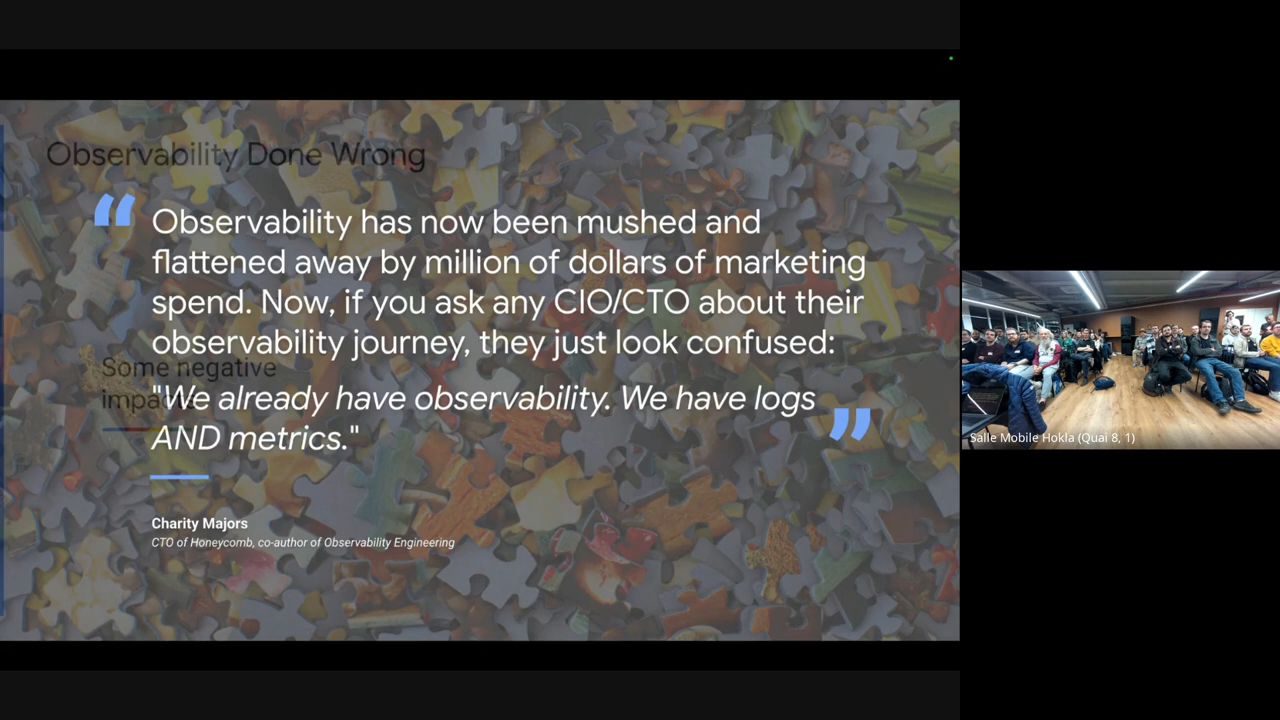 Observability Done Wrong
“ Observability has now been mushed and
flattened away by million of dollars of marketing
spend. Now, if you ask any CIO/CTO about their
observability journey, they just look confused:
Some negative
"We already have observability. We have logs
AND metrics." ”
Charity Majors
CTO of Honeycomb, co-author of Observability Engineering
Salle Mobile Hokla (Quai 8, 1)